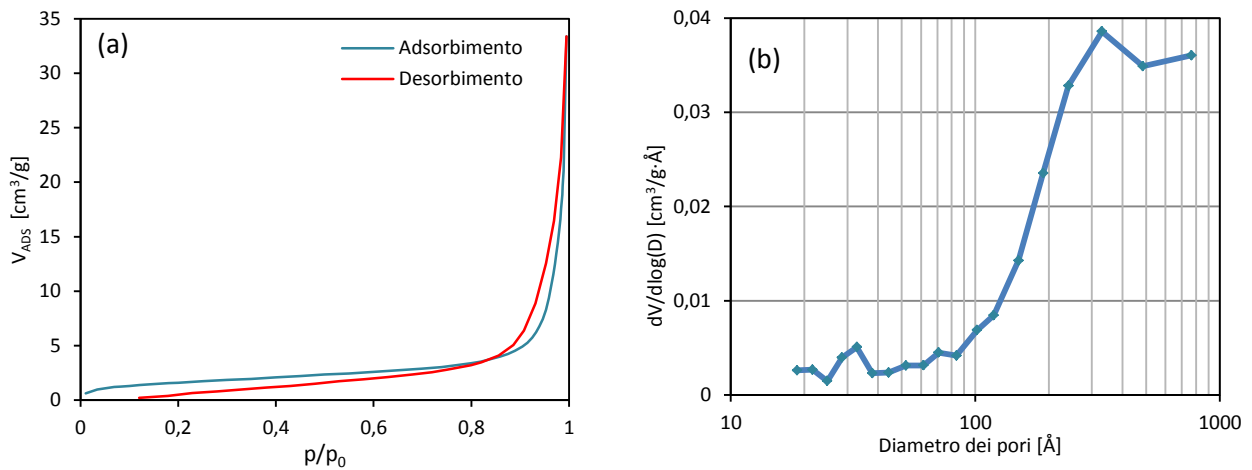 (a)
Adsorbimento
Desorbimento
V_ADS [cm³/g]
35
30
25
20
15
10
5
0
0
0,2
0,4
0,6
0,8
1
p/p₀
(b)
dV/dlog(D) [cm³/g·Å]
0,04
0,03
0,02
0,01
0
10
100
1000
Diametro dei pori [Å]